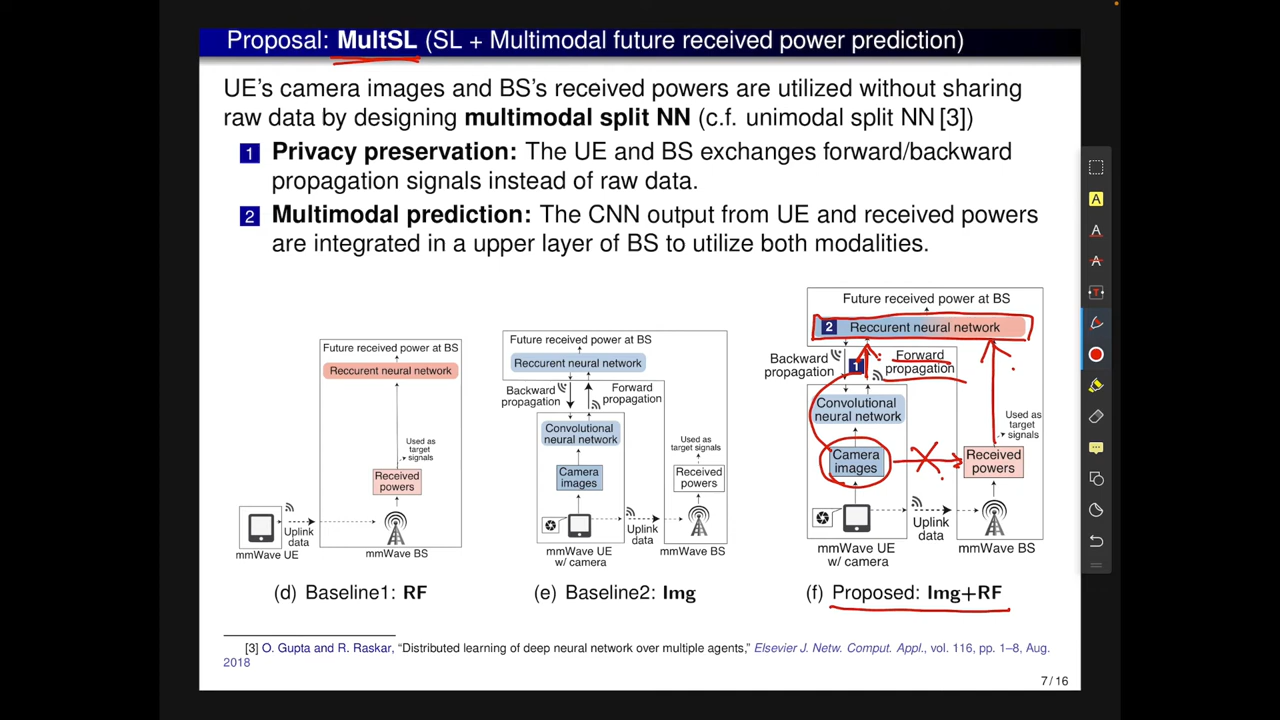 Proposal: MultSL (SL + Multimodal future received power prediction)
UE's camera images and BS's received powers are utilized without sharing
raw data by designing multimodal split NN (c.f. unimodal split NN [3])
1 Privacy preservation: The UE and BS exchanges forward/backward
propagation signals instead of raw data.
2 Multimodal prediction: The CNN output from UE and received powers
are integrated in a upper layer of BS to utilize both modalities.
Future received power at BS
Reccurent neural network
Used as
target
signals
Received
powers
Uplink
data
mmWave UE
mmWave BS
(d) Baseline1: RF
Future received power at BS
Reccurent neural network
Backward
propagation
Forward
propagation
Convolutional
neural network
Camera
images
Used as
target signals
Received
powers
Uplink
data
mmWave UE
w/ camera
mmWave BS
(e) Baseline2: Img
Future received power at BS
2 Reccurent neural network
Backward
propagation
1
Forward
propagation
Convolutional
neural network
Camera
images
Used as
target
signals
Received
powers
Uplink
data
mmWave UE
w/ camera
mmWave BS
(f) Proposed: Img+RF
[3] O. Gupta and R. Raskar, "Distributed learning of deep neural network over multiple agents," Elsevier J. Netw. Comput. Appl., vol. 116, pp. 1–8, Aug.
2018
7 / 16
A
A
A
T